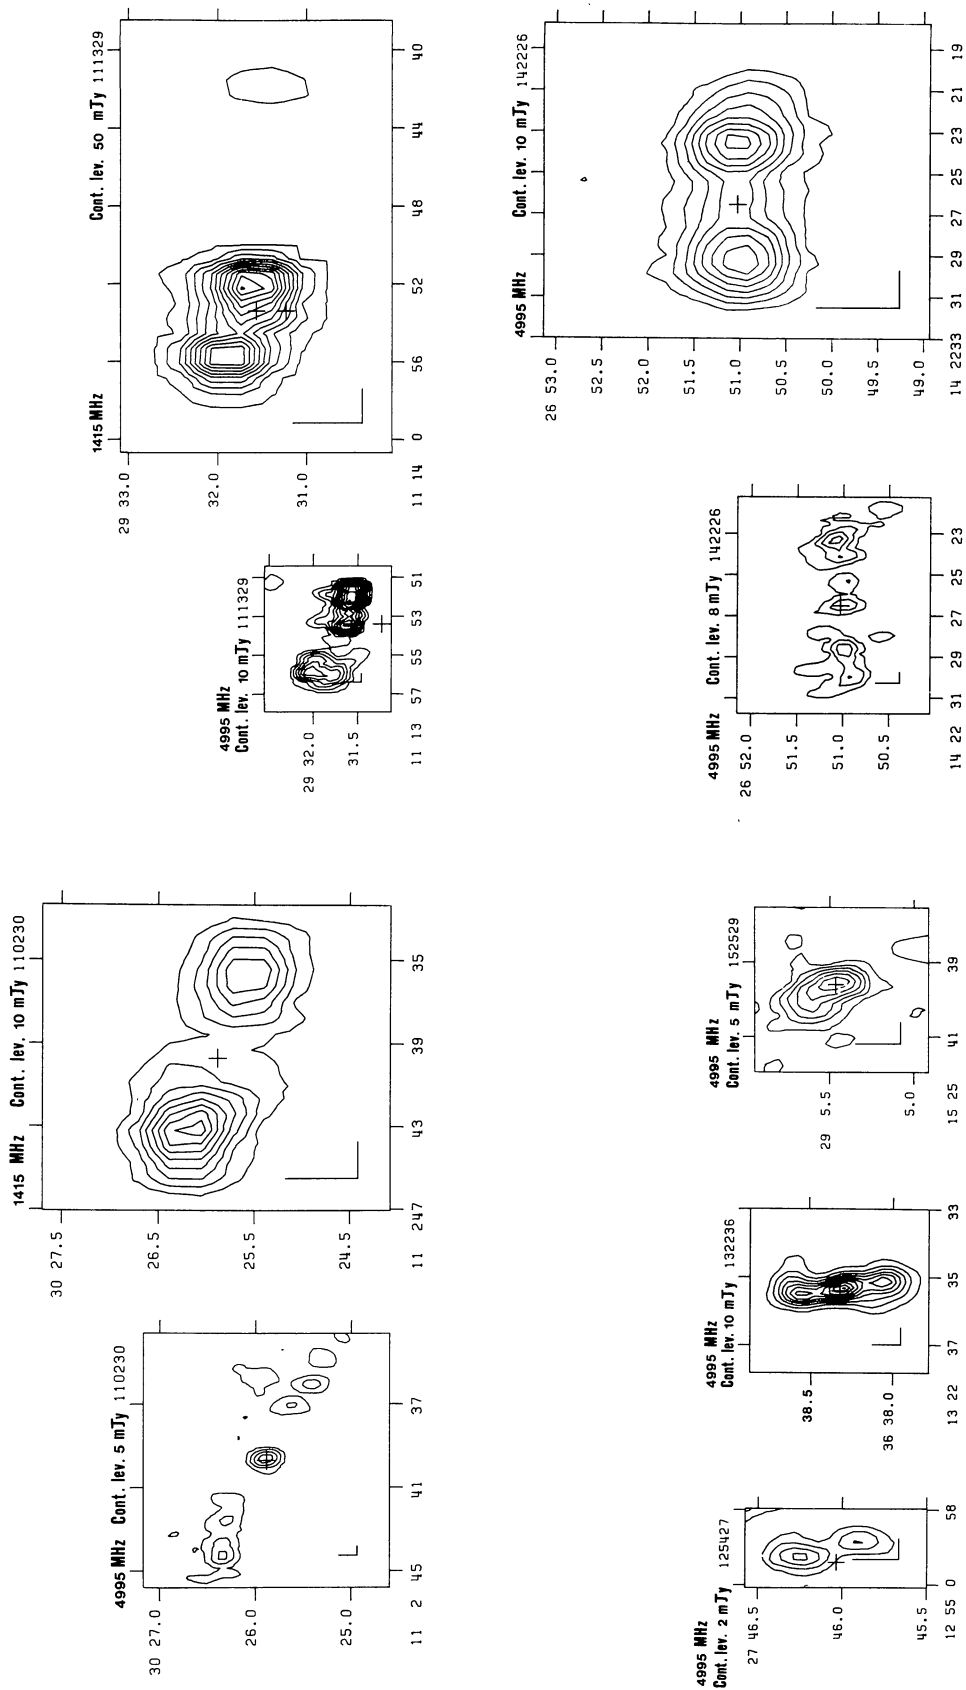 1415 MHz Cont. lev. 50 mJy 111329
29 33.0
32.0
31.0
11 14 0 56 52 48 44 40
4995 MHz Cont. lev. 10 mJy 142226
26 53.0
52.5
52.0
51.5
51.0
50.5
50.0
49.5
49.0
14 2233 31 29 27 25 23 21 19
4995 MHz
Cont. lev. 10 mJy 111329
29 32.0
31.5
11 13 57 55 53 51
4995 MHz Cont. lev. 8 mJy 142226
26 52.0
51.5
51.0
50.5
14 22 31 29 27 25 23
1415 MHz Cont. lev. 10 mJy 110230
30 27.5
26.5
25.5
24.5
11 247 43 39 35
4995 MHz
Cont. lev. 5 mJy 152529
29 5.5
5.0
15 25 41 39
4995 MHz Cont. lev. 5 mJy 110230
30 27.0
26.0
25.0
11 2 45 41 37
4995 MHz
Cont. lev. 10 mJy 132236
38.5
36 38.0
13 22 37 35 33
4995 MHz
Cont. lev. 2 mJy 125427
27 46.5
46.0
45.5
12 55 0 58